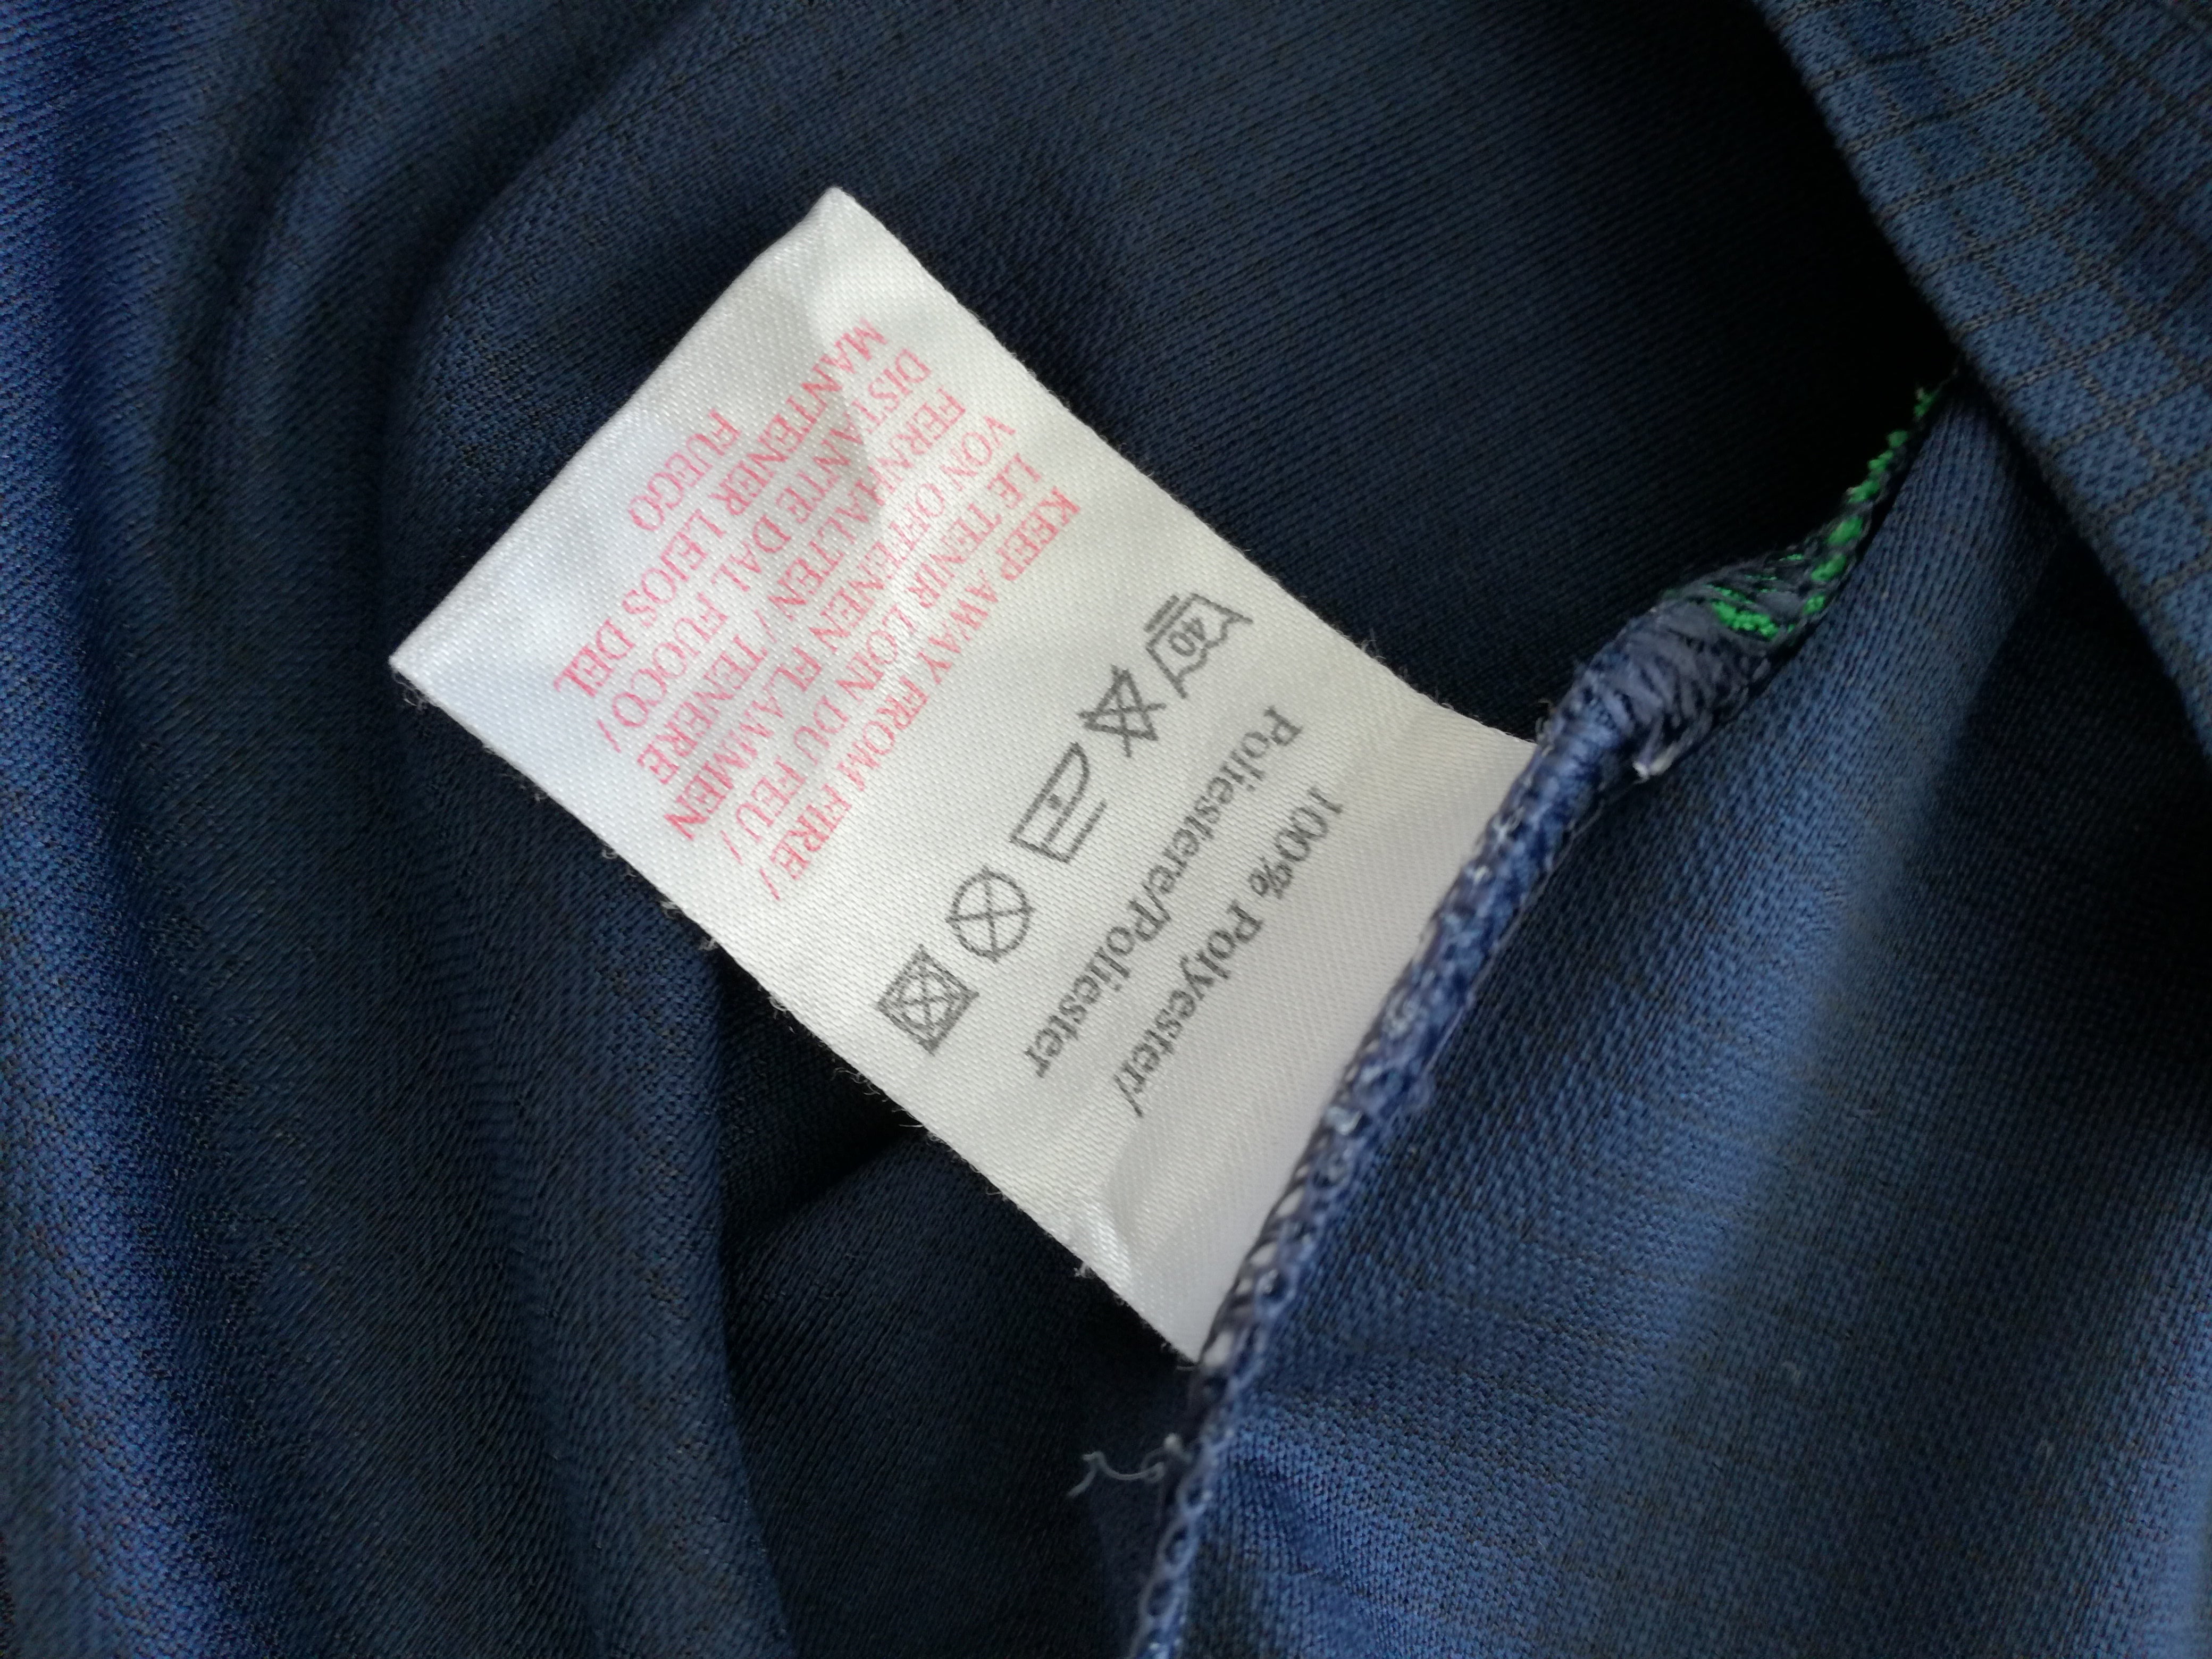 100% Polyester/
Poliestere/Poliester
40
KEEP AWAY FROM FIRE/
LE TENIR LOIN DU FEU/
VON OFFENEN FLAMMEN
FERNHALTEN/TENERE
DISTANTE DAL FUOCO/
MANTENER LEJOS DEL
FUEGO